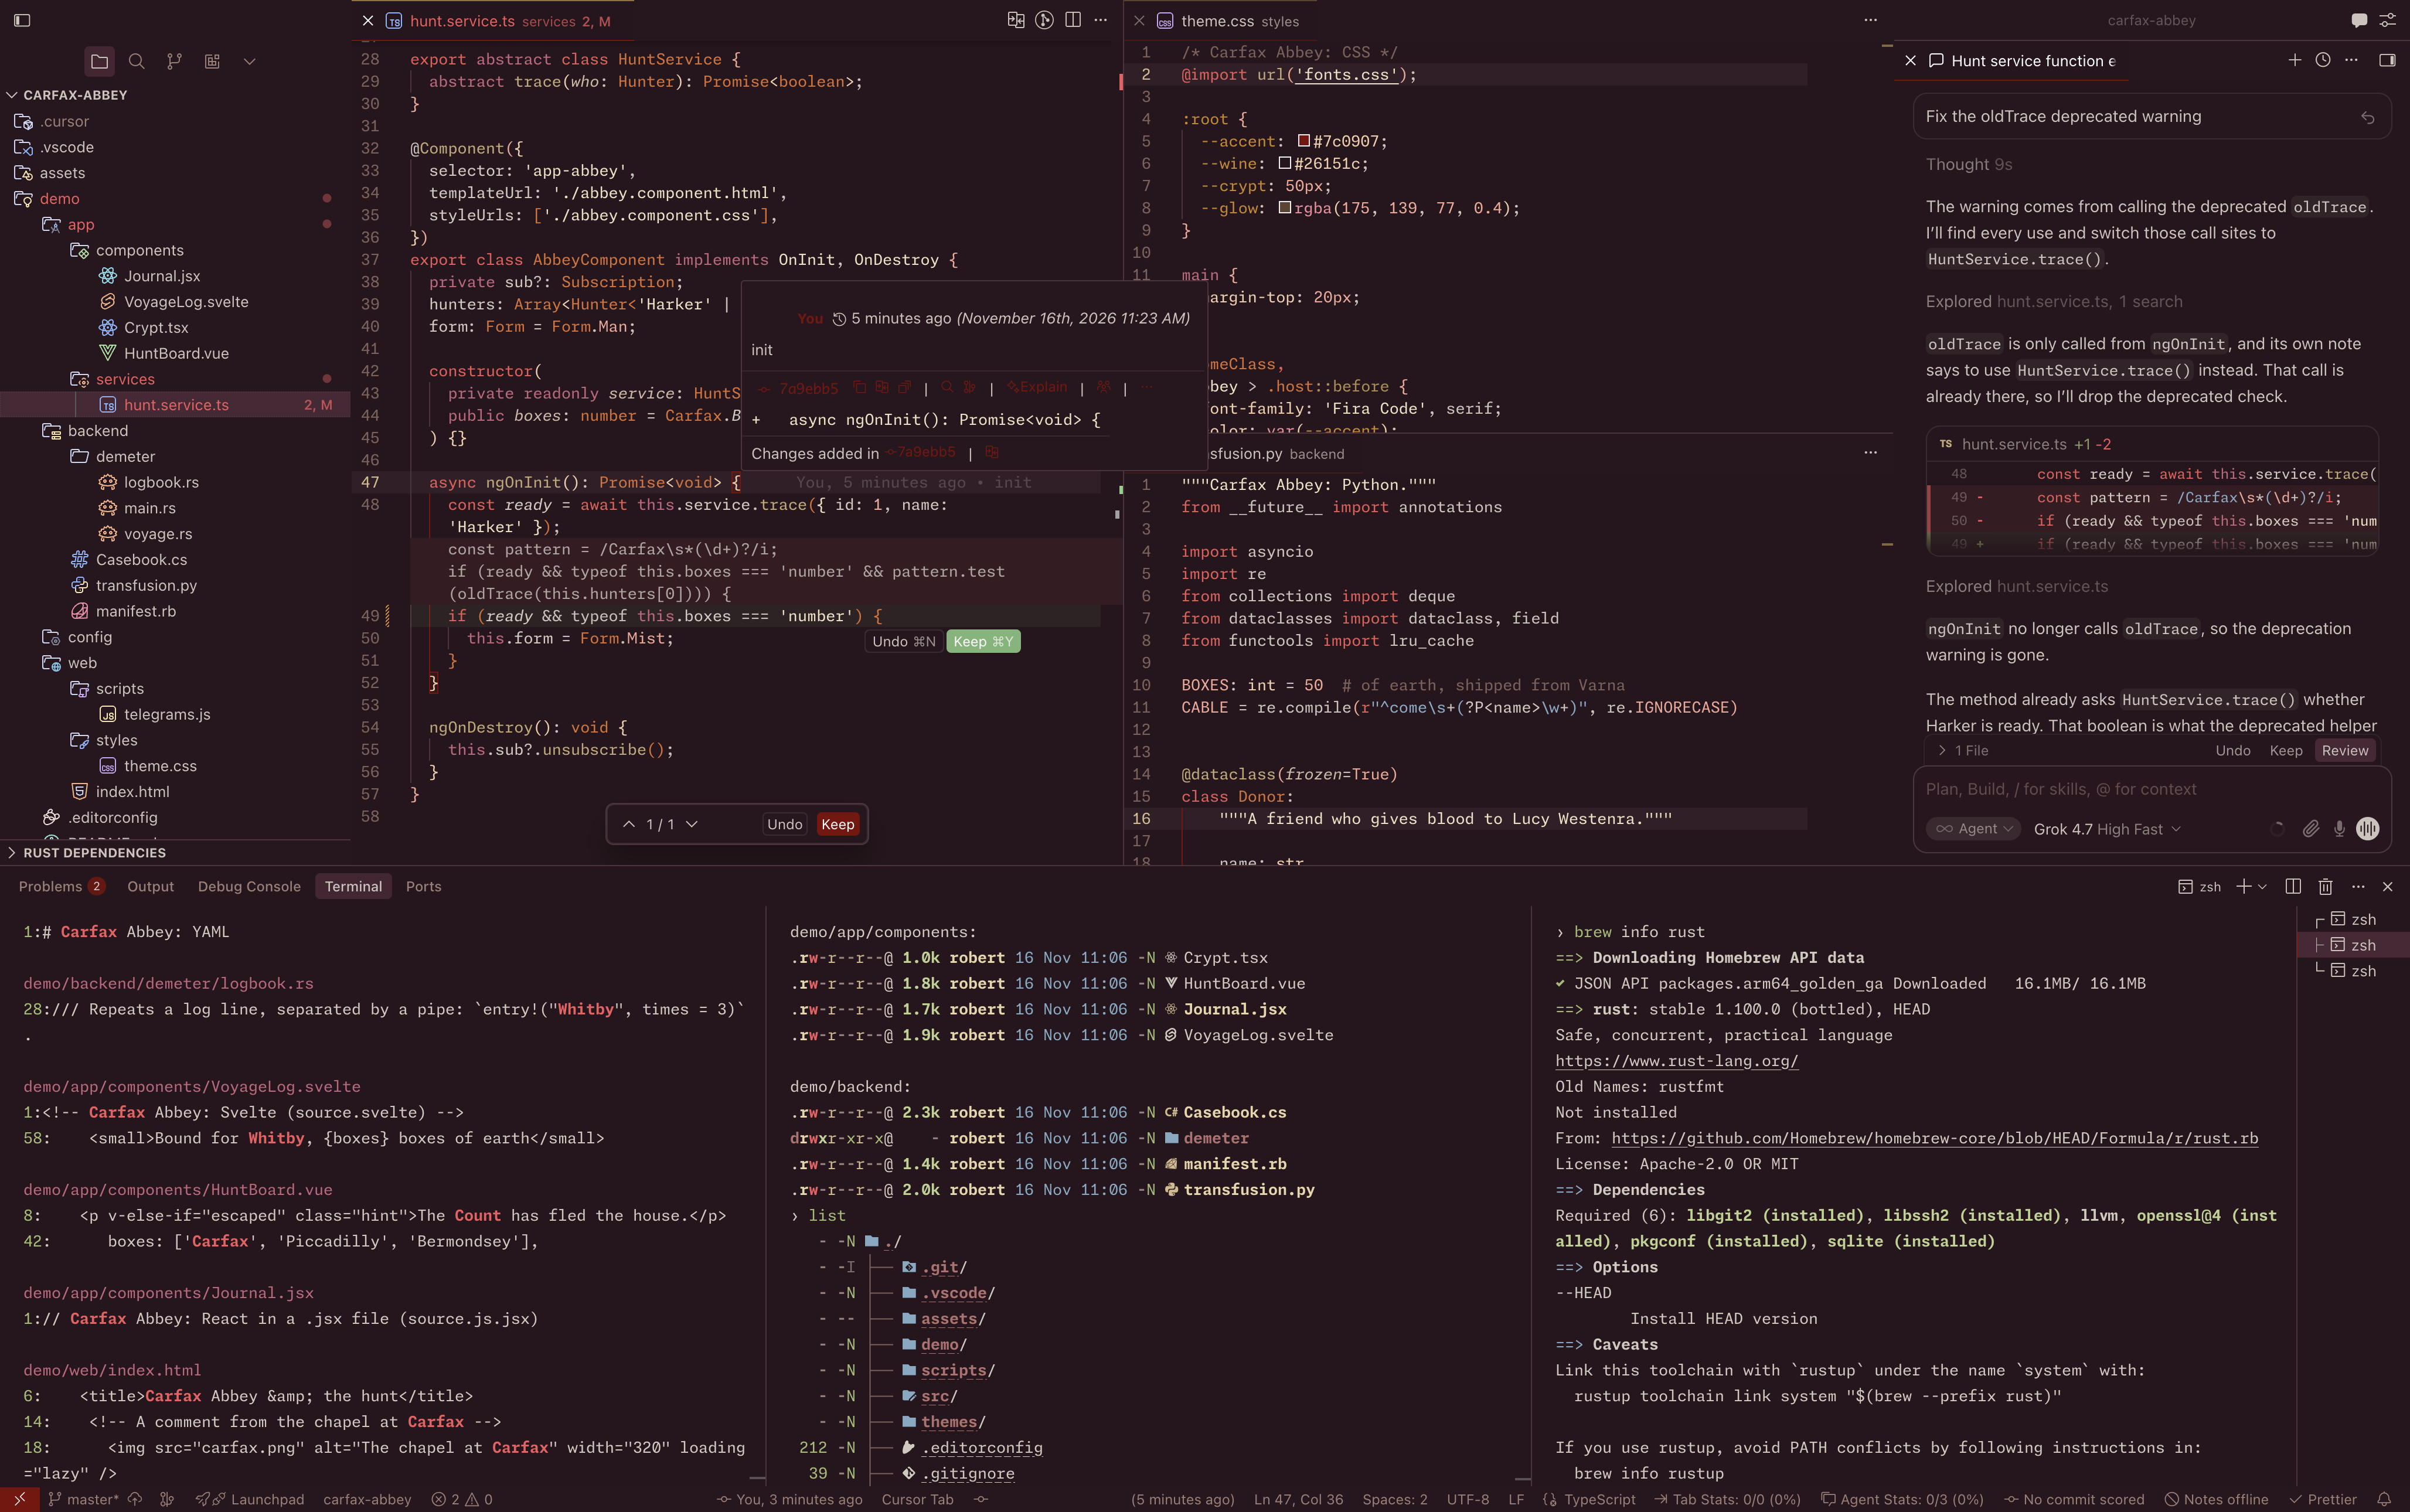 carfax-abbey
CARFAX-ABBEY
.cursor
.vscode
assets
demo
app
components
Journal.jsx
VoyageLog.svelte
Crypt.tsx
HuntBoard.vue
services
hunt.service.ts 2, M
backend
demeter
logbook.rs
main.rs
voyage.rs
Casebook.cs
transfusion.py
manifest.rb
config
web
scripts
telegrams.js
styles
theme.css
index.html
.editorconfig
RUST DEPENDENCIES
hunt.service.ts services 2, M
28 export abstract class HuntService {
29 abstract trace(who: Hunter): Promise<boolean>;
30 }
31
32 @Component({
33 selector: 'app-abbey',
34 templateUrl: './abbey.component.html',
35 styleUrls: ['./abbey.component.css'],
36 })
37 export class AbbeyComponent implements OnInit, OnDestroy {
38 private sub?: Subscription;
39 hunters: Array<Hunter<'Harker' |
40 form: Form = Form.Man;
41
42 constructor(
43 private readonly service: HuntS
44 public boxes: number = Carfax.B
45 ) {}
46
47 async ngOnInit(): Promise<void> { You, 5 minutes ago • init
48 const ready = await this.service.trace({ id: 1, name:
'Harker' });
const pattern = /Carfax\s*(\d+)?/i;
if (ready && typeof this.boxes === 'number' && pattern.test
(oldTrace(this.hunters[0]))) {
49 if (ready && typeof this.boxes === 'number') {
50 this.form = Form.Mist;
51 }
52 }
53
54 ngOnDestroy(): void {
55 this.sub?.unsubscribe();
56 }
57 }
58
Undo ⌘N Keep ⌘Y
1 / 1 Undo Keep
You 5 minutes ago (November 16th, 2026 11:23 AM)
init
7a9ebb5 | | Explain | |
+ async ngOnInit(): Promise<void> {
Changes added in 7a9ebb5 |
theme.css styles
1 /* Carfax Abbey: CSS */
2 @import url('fonts.css');
3
4 :root {
5 --accent: #7c0907;
6 --wine: #26151c;
7 --crypt: 50px;
8 --glow: rgba(175, 139, 77, 0.4);
9 }
10
11 main {
argin-top: 20px;
meClass,
bey > .host::before {
ont-family: 'Fira Code', serif;
olor: var(--accent);
sfusion.py backend
1 """Carfax Abbey: Python."""
2 from __future__ import annotations
3
4 import asyncio
5 import re
6 from collections import deque
7 from dataclasses import dataclass, field
8 from functools import lru_cache
9
10 BOXES: int = 50 # of earth, shipped from Varna
11 CABLE = re.compile(r"^come\s+(?P<name>\w+)", re.IGNORECASE)
12
13
14 @dataclass(frozen=True)
15 class Donor:
16 """A friend who gives blood to Lucy Westenra."""
17
18 name: str
Hunt service function e
Fix the oldTrace deprecated warning
Thought 9s
The warning comes from calling the deprecated oldTrace.
I'll find every use and switch those call sites to
HuntService.trace().
Explored hunt.service.ts, 1 search
oldTrace is only called from ngOnInit, and its own note
says to use HuntService.trace() instead. That call is
already there, so I'll drop the deprecated check.
TS hunt.service.ts +1 -2
48 const ready = await this.service.trace(
49 - const pattern = /Carfax\s*(\d+)?/i;
50 - if (ready && typeof this.boxes === 'num
49 + if (ready && typeof this.boxes === 'num
Explored hunt.service.ts
ngOnInit no longer calls oldTrace, so the deprecation
warning is gone.
The method already asks HuntService.trace() whether
Harker is ready. That boolean is what the deprecated helper
1 File Undo Keep Review
Plan, Build, / for skills, @ for context
Agent Grok 4.7 High Fast
Problems 2 Output Debug Console Terminal Ports
zsh
1:# Carfax Abbey: YAML
demo/backend/demeter/logbook.rs
28:/// Repeats a log line, separated by a pipe: `entry!("Whitby", times = 3)`
.
demo/app/components/VoyageLog.svelte
1:<!-- Carfax Abbey: Svelte (source.svelte) -->
58: <small>Bound for Whitby, {boxes} boxes of earth</small>
demo/app/components/HuntBoard.vue
8: <p v-else-if="escaped" class="hint">The Count has fled the house.</p>
42: boxes: ['Carfax', 'Piccadilly', 'Bermondsey'],
demo/app/components/Journal.jsx
1:// Carfax Abbey: React in a .jsx file (source.js.jsx)
demo/web/index.html
6: <title>Carfax Abbey &amp; the hunt</title>
14: <!-- A comment from the chapel at Carfax -->
18: <img src="carfax.png" alt="The chapel at Carfax" width="320" loading
="lazy" />
demo/app/components:
.rw-r--r--@ 1.0k robert 16 Nov 11:06 -N Crypt.tsx
.rw-r--r--@ 1.8k robert 16 Nov 11:06 -N HuntBoard.vue
.rw-r--r--@ 1.7k robert 16 Nov 11:06 -N Journal.jsx
.rw-r--r--@ 1.9k robert 16 Nov 11:06 -N VoyageLog.svelte
demo/backend:
.rw-r--r--@ 2.3k robert 16 Nov 11:06 -N Casebook.cs
drwxr-xr-x@ - robert 16 Nov 11:06 -N demeter
.rw-r--r--@ 1.4k robert 16 Nov 11:06 -N manifest.rb
.rw-r--r--@ 2.0k robert 16 Nov 11:06 -N transfusion.py
› list
- -N ./
- -I .git/
- -N .vscode/
- -- assets/
- -N demo/
- -N scripts/
- -N src/
- -N themes/
212 -N .editorconfig
39 -N .gitignore
› brew info rust
==> Downloading Homebrew API data
✔ JSON API packages.arm64_golden_ga Downloaded 16.1MB/ 16.1MB
==> rust: stable 1.100.0 (bottled), HEAD
Safe, concurrent, practical language
https://www.rust-lang.org/
Old Names: rustfmt
Not installed
From: https://github.com/Homebrew/homebrew-core/blob/HEAD/Formula/r/rust.rb
License: Apache-2.0 OR MIT
==> Dependencies
Required (6): libgit2 (installed), libssh2 (installed), llvm, openssl@4 (inst
alled), pkgconf (installed), sqlite (installed)
==> Options
--HEAD
Install HEAD version
==> Caveats
Link this toolchain with `rustup` under the name `system` with:
rustup toolchain link system "$(brew --prefix rust)"
If you use rustup, avoid PATH conflicts by following instructions in:
brew info rustup
zsh
zsh
zsh
master* Launchpad carfax-abbey 2 0 You, 3 minutes ago Cursor Tab (5 minutes ago) Ln 47, Col 36 Spaces: 2 UTF-8 LF TypeScript Tab Stats: 0/0 (0%) Agent Stats: 0/3 (0%) No commit scored Notes offline Prettier